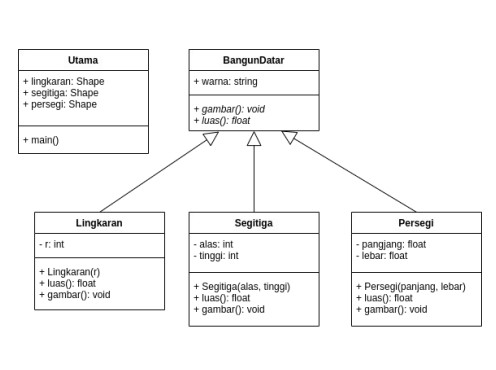 Utama
+ lingkaran: Shape
+ segitiga: Shape
+ persegi: Shape
+ main()
BangunDatar
+ warna: string
+ gambar(): void
+ luas(): float
Lingkaran
- r: int
+ Lingkaran(r)
+ luas(): float
+ gambar(): void
Segitiga
- alas: int
- tinggi: int
+ Segitiga(alas, tinggi)
+ luas(): float
+ gambar(): void
Persegi
- pangjang: float
- lebar: float
+ Persegi(panjang, lebar)
+ luas(): float
+ gambar(): void